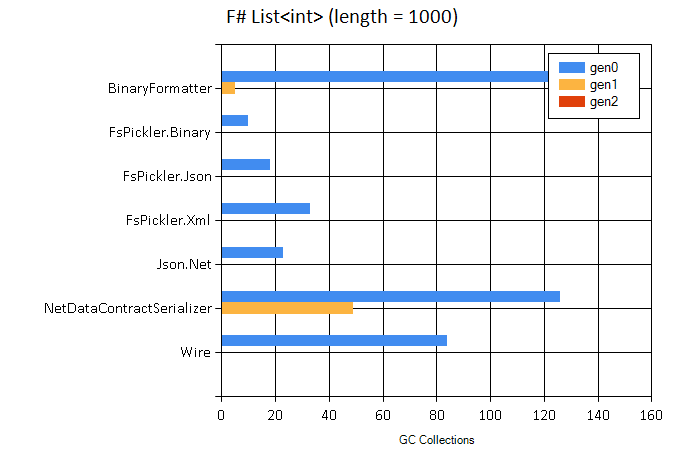 F# List<int> (length = 1000)
gen0
gen1
gen2
BinaryFormatter
FsPickler.Binary
FsPickler.Json
FsPickler.Xml
Json.Net
NetDataContractSerializer
Wire
0 20 40 60 80 100 120 140 160
GC Collections